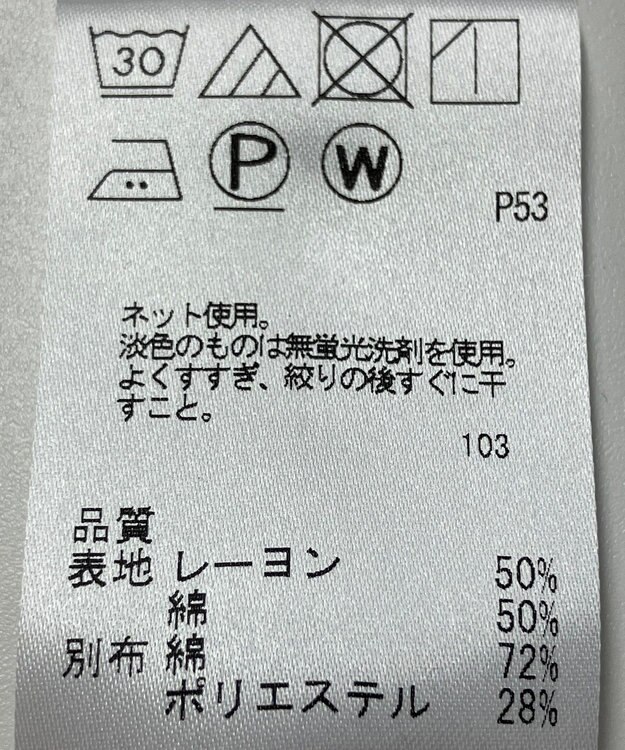 30
P W
P53
ネット使用。
淡色のものは無蛍光洗剤を使用。
よくすすぎ、絞りの後すぐに干
すこと。
103
品質
表地 レーヨン 50%
綿 50%
別布 綿 72%
ポリエステル 28%